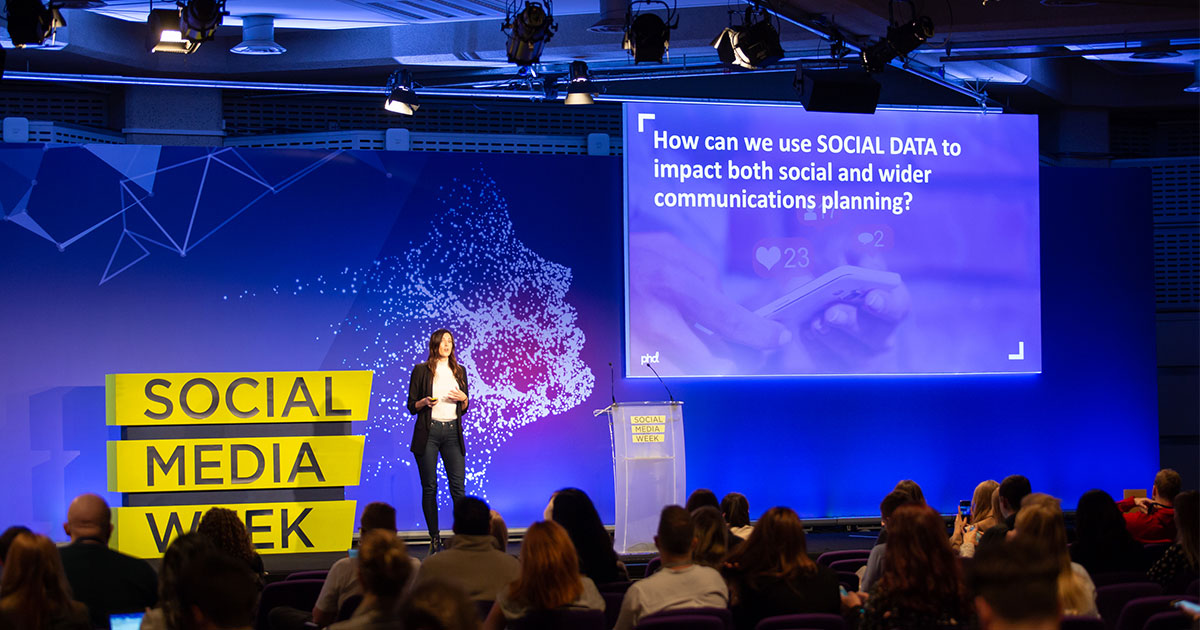 How can we use SOCIAL DATA to
impact both social and wider
communications planning?
23
2
phd
SOCIAL
MEDIA
WEEK
SOCIAL
MEDIA
WEEK